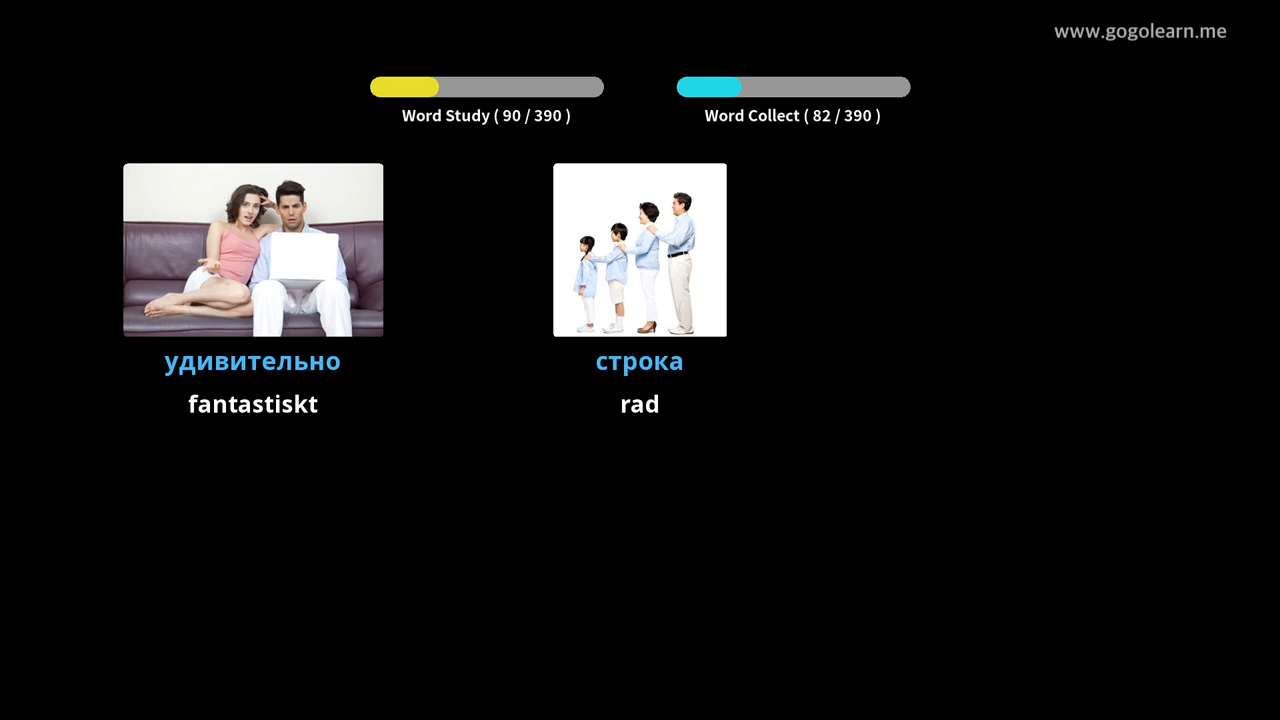 www.gogolearn.me
Word Study ( 90 / 390 )
Word Collect ( 82 / 390 )
удивительно
fantastiskt
строка
rad